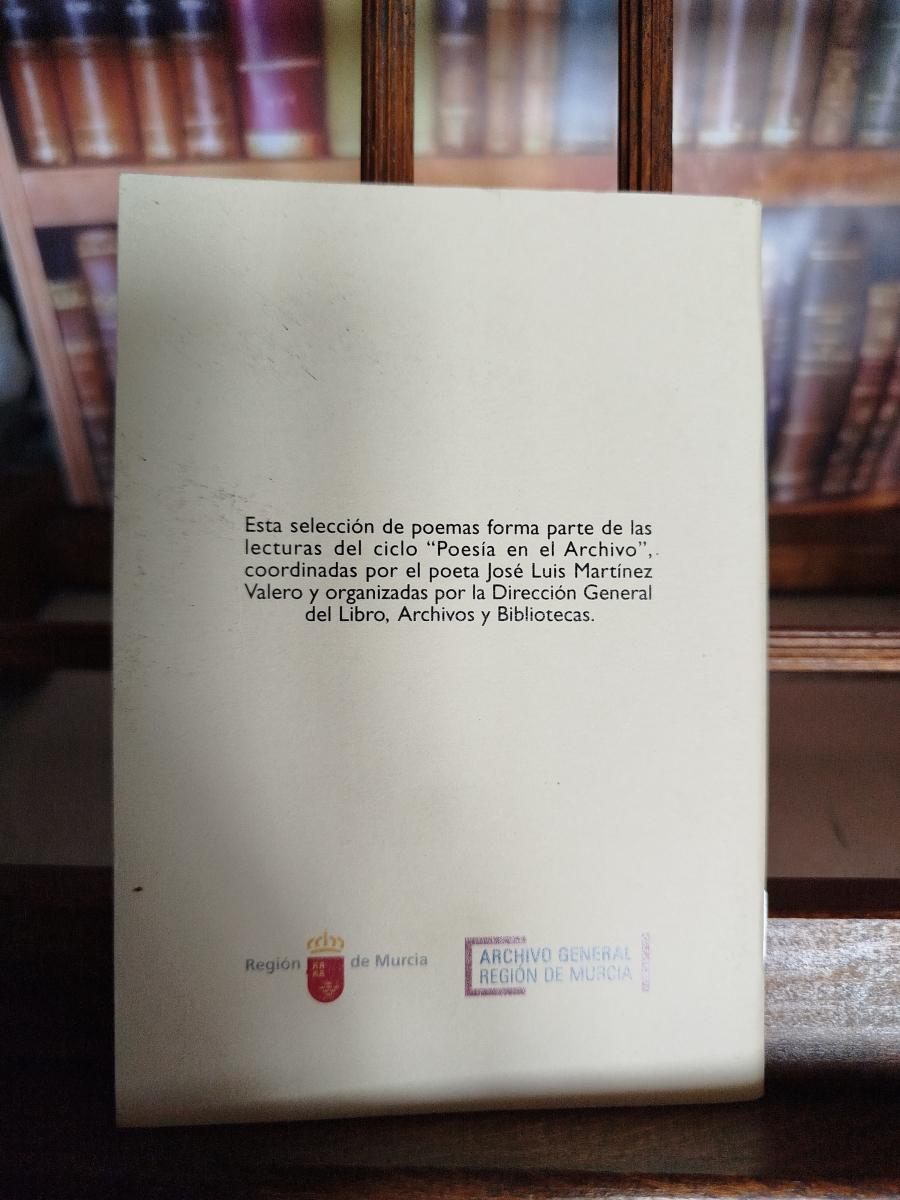 Esta selección de poemas forma parte de las
lecturas del ciclo “Poesía en el Archivo”,
coordinadas por el poeta José Luis Martínez
Valero y organizadas por la Dirección General
del Libro, Archivos y Bibliotecas.
Región de Murcia
ARCHIVO GENERAL
REGIÓN DE MURCIA